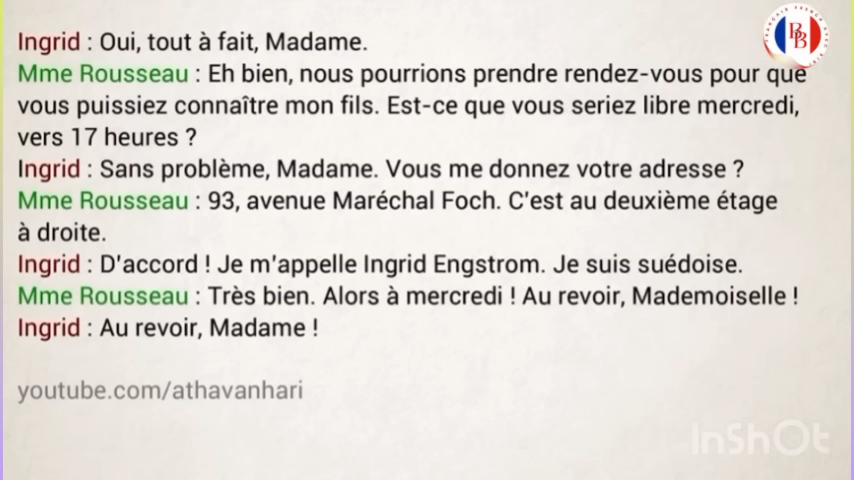 Ingrid : Oui, tout à fait, Madame.
Mme Rousseau : Eh bien, nous pourrions prendre rendez-vous pour que
vous puissiez connaître mon fils. Est-ce que vous seriez libre mercredi,
vers 17 heures ?
Ingrid : Sans problème, Madame. Vous me donnez votre adresse ?
Mme Rousseau : 93, avenue Maréchal Foch. C'est au deuxième étage
à droite.
Ingrid : D'accord ! Je m'appelle Ingrid Engstrom. Je suis suédoise.
Mme Rousseau : Très bien. Alors à mercredi ! Au revoir, Mademoiselle !
Ingrid : Au revoir, Madame !
youtube.com/athavanhari
InShOt